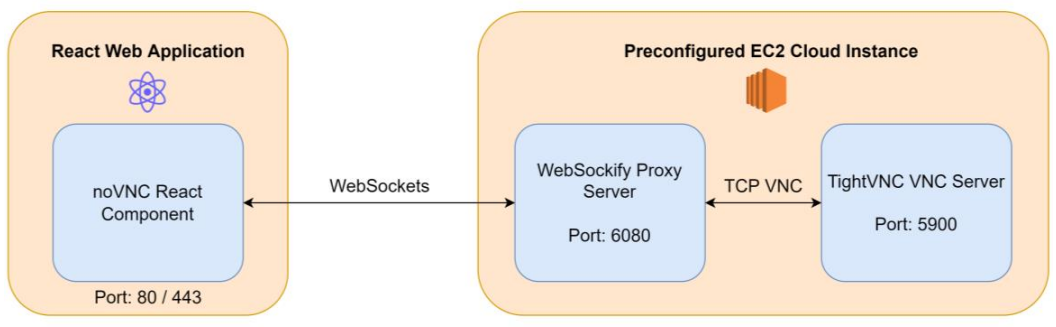 React Web Application
noVNC React
Component
Port: 80 / 443
WebSockets
Preconfigured EC2 Cloud Instance
WebSockify Proxy
Server
Port: 6080
TCP VNC
TightVNC VNC Server
Port: 5900